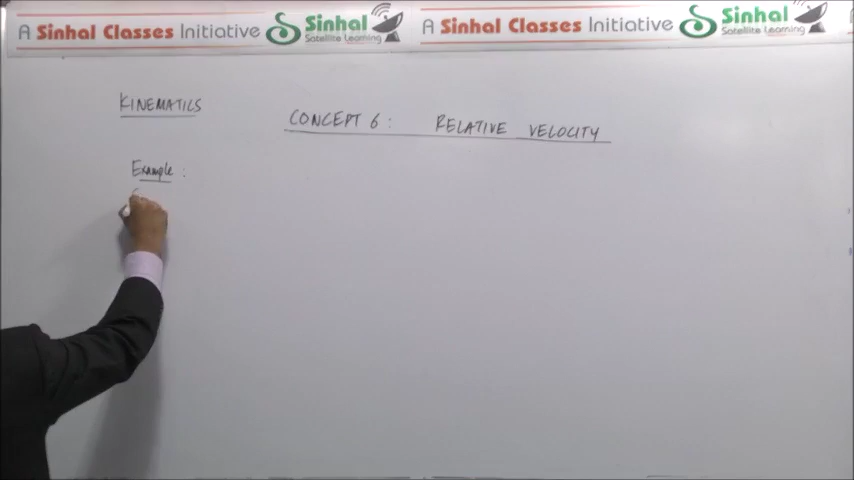 A Sinhal Classes Initiative Sinhal Satellite Learning A Sinhal Classes Initiative Sinhal Satellite Learning A
KINEMATICS
CONCEPT 6 : RELATIVE VELOCITY
Example :